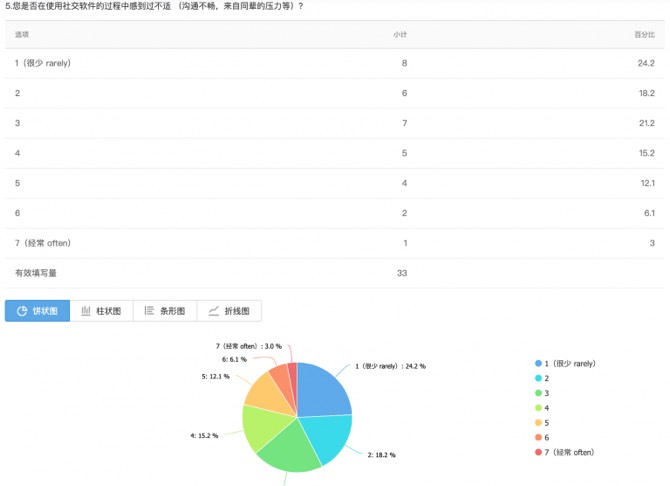 5.您是否在使用社交软件的过程中感到过不适 （沟通不畅，来自同辈的压力等）?
选项 小计 百分比
1（很少 rarely） 8 24.2
2 6 18.2
3 7 21.2
4 5 15.2
5 4 12.1
6 2 6.1
7（经常 often） 1 3
有效填写量 33
饼状图 柱状图 条形图 折线图
7（经常 often）: 3.0 %
6: 6.1 %
5: 12.1 %
4: 15.2 %
1（很少 rarely）: 24.2 %
2: 18.2 %
1（很少 rarely）
2
3
4
5
6
7（经常 often）